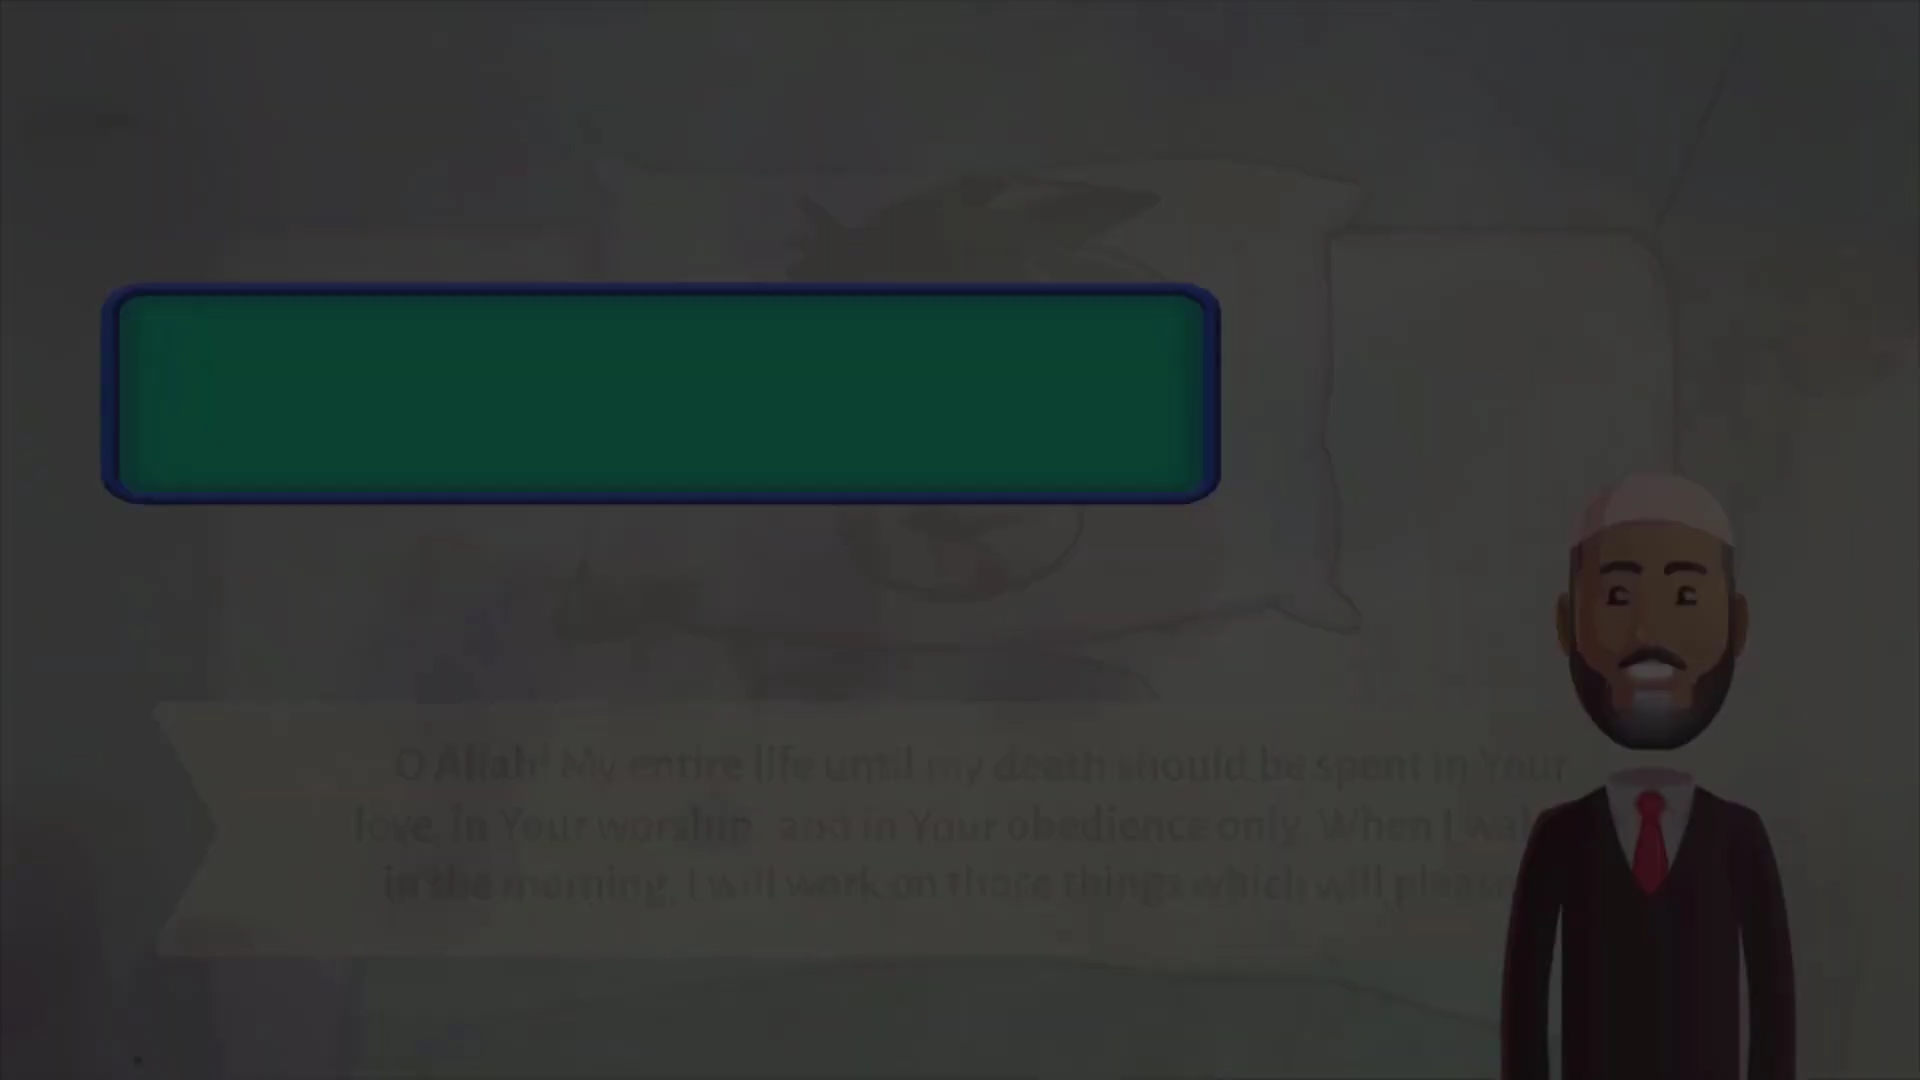 O Allah! My entire life until my death should be spent in Your
love, in Your worship, and in Your obedience only. When I
in the morning, I will work on those things which will please